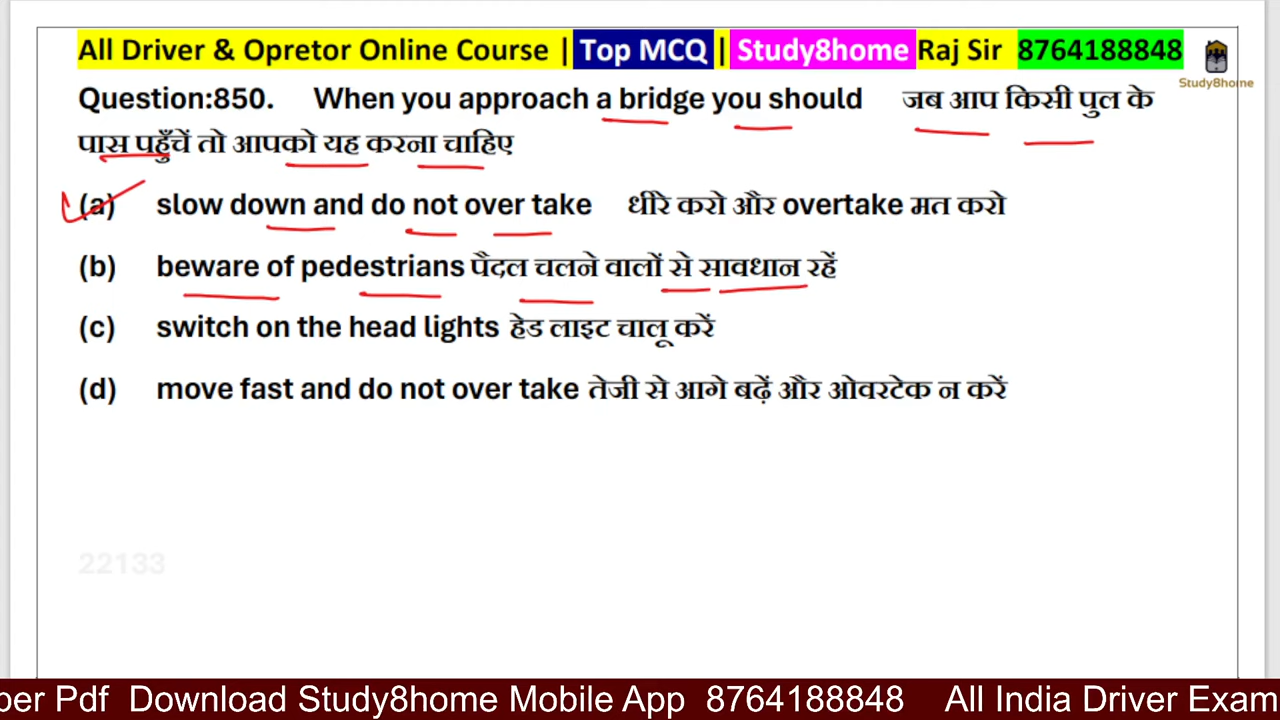 All Driver & Opretor Online Course | Top MCQ | Study8home Raj Sir 8764188848
Study8home
Question:850. When you approach a bridge you should जब आप किसी पुल के
पास पहुँचें तो आपको यह करना चाहिए
(a) slow down and do not over take धीरे करो और overtake मत करो
(b) beware of pedestrians पैदल चलने वालों से सावधान रहें
(c) switch on the head lights हेड लाइट चालू करें
(d) move fast and do not over take तेजी से आगे बढ़ें और ओवरटेक न करें
22133
per Pdf Download Study8home Mobile App 8764188848 All India Driver Exam